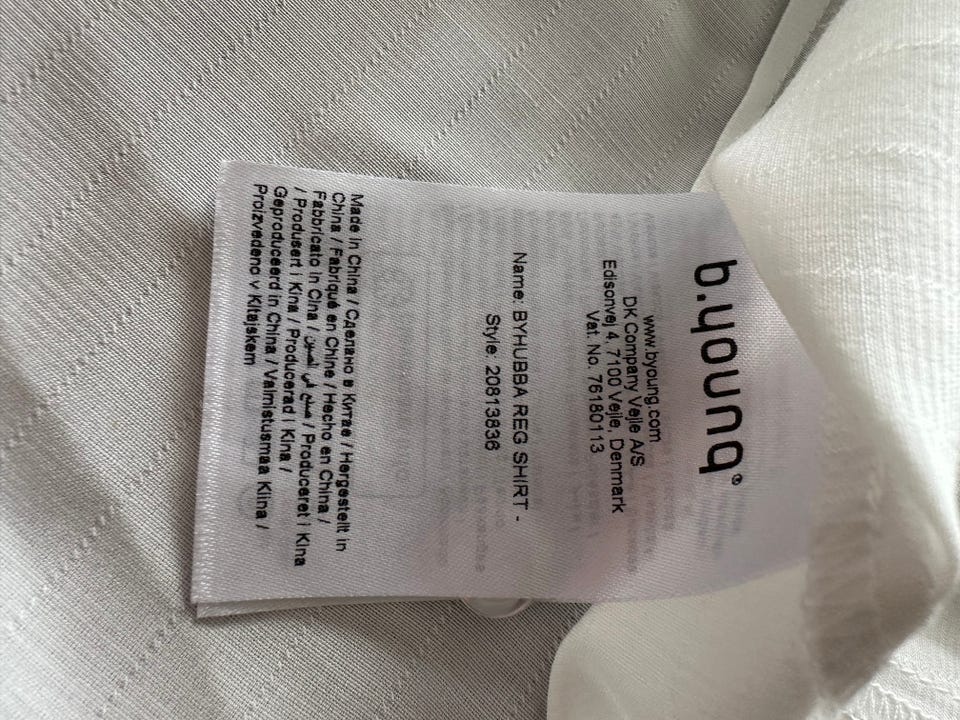 b.young®
www.byoung.com
DK Company Vejle A/S
Edisonvej 4, 7100 Vejle, Denmark
Vat. No. 76180113
Name: BYHUBBA REG SHIRT -
Style: 20813836
Made in China / Сделано в Китае / Hergestellt in
China / Fabriqué en Chine / Hecho en China /
Fabbricato in Cina / صنع في الصين / Produceret i Kina
/ Produsert i Kina / Producerad i Kina /
Geproduceerd in China / Valmistusmaa Kiina /
Proizvedeno v Kitajskem